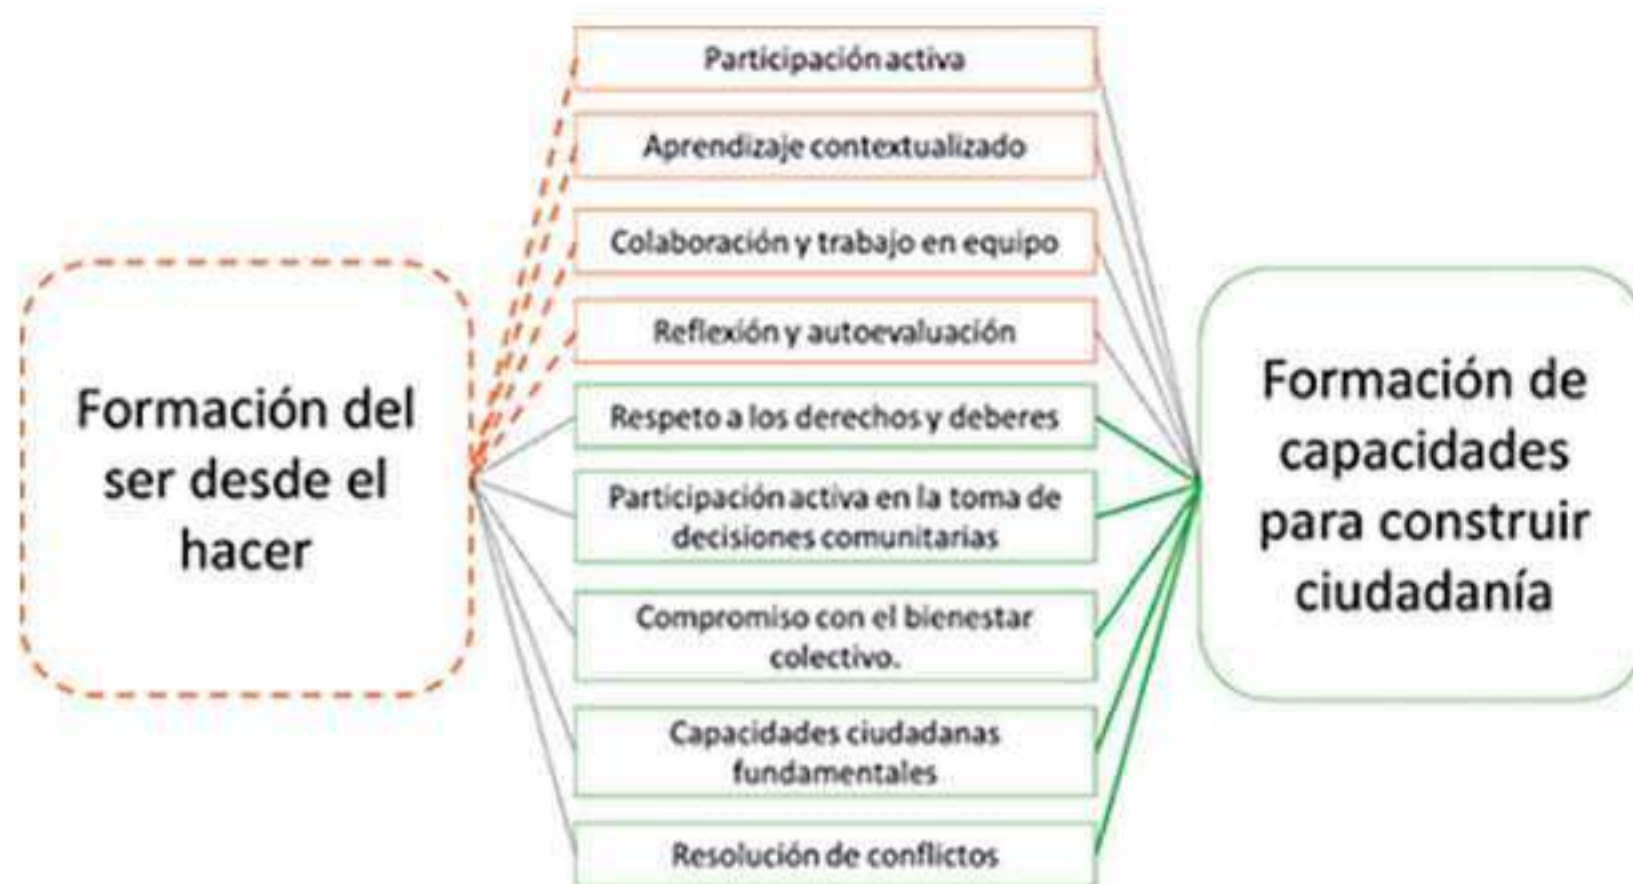 Participación activa
Aprendizaje contextualizado
Colaboración y trabajo en equipo
Reflexión y autoevaluación
Formación del
ser desde el
hacer
Respeto a los derechos y deberes
Participación activa en la toma de
decisiones comunitarias
Compromiso con el bienestar
colectivo.
Capacidades ciudadanas
fundamentales
Resolución de conflictos
Formación de
capacidades
para construir
ciudadanía